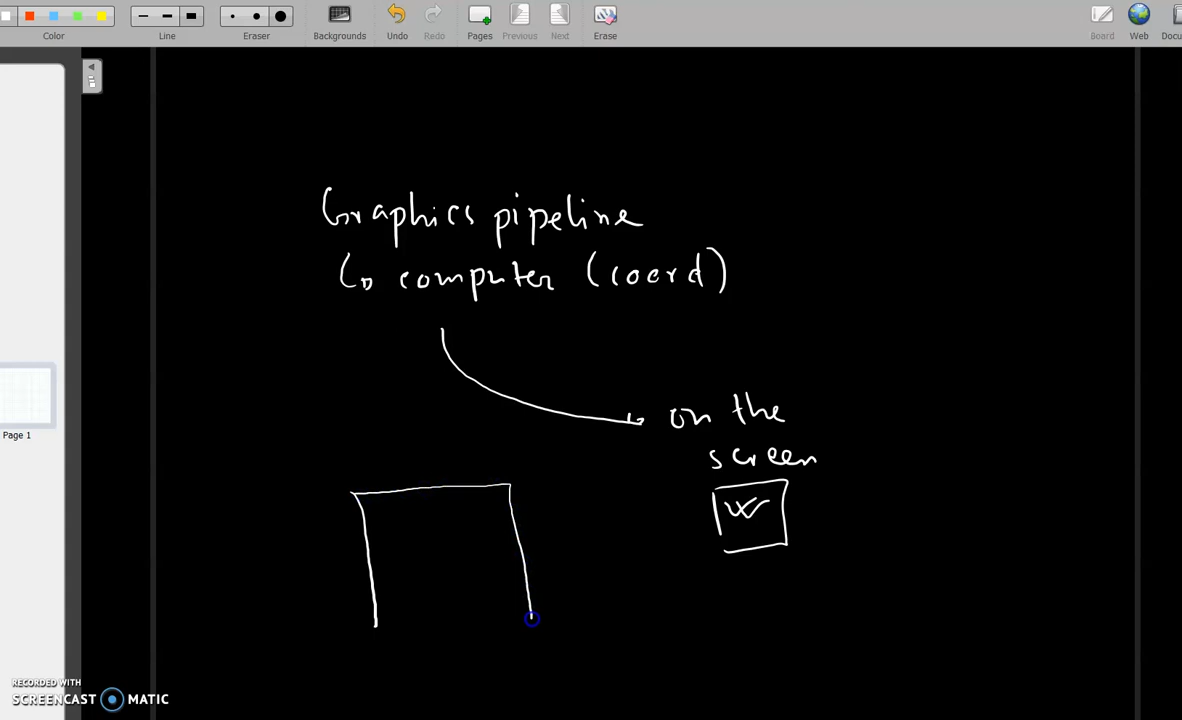 Color
Line
Eraser
Backgrounds
Undo
Redo
Pages
Previous
Next
Erase
Board
Web
Docu
Graphics pipeline
computer (coord)
on the
screen
W
Page 1
RECORDED WITH
SCREENCAST MATIC